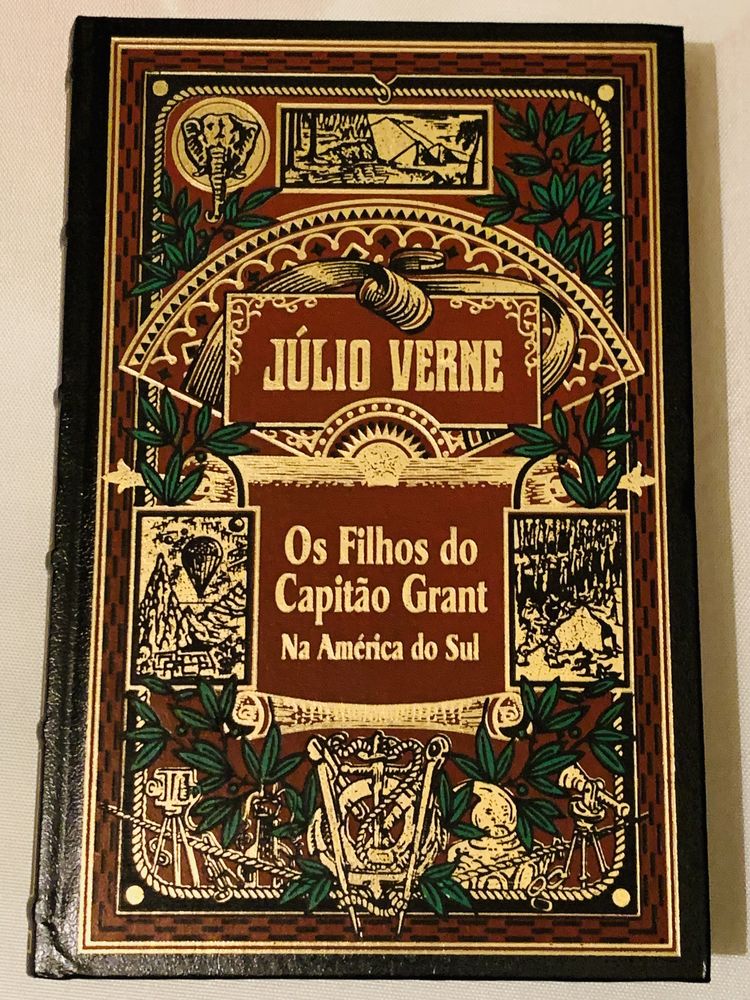 JÚLIO VERNE
Os Filhos do
Capitão Grant
Na América do Sul